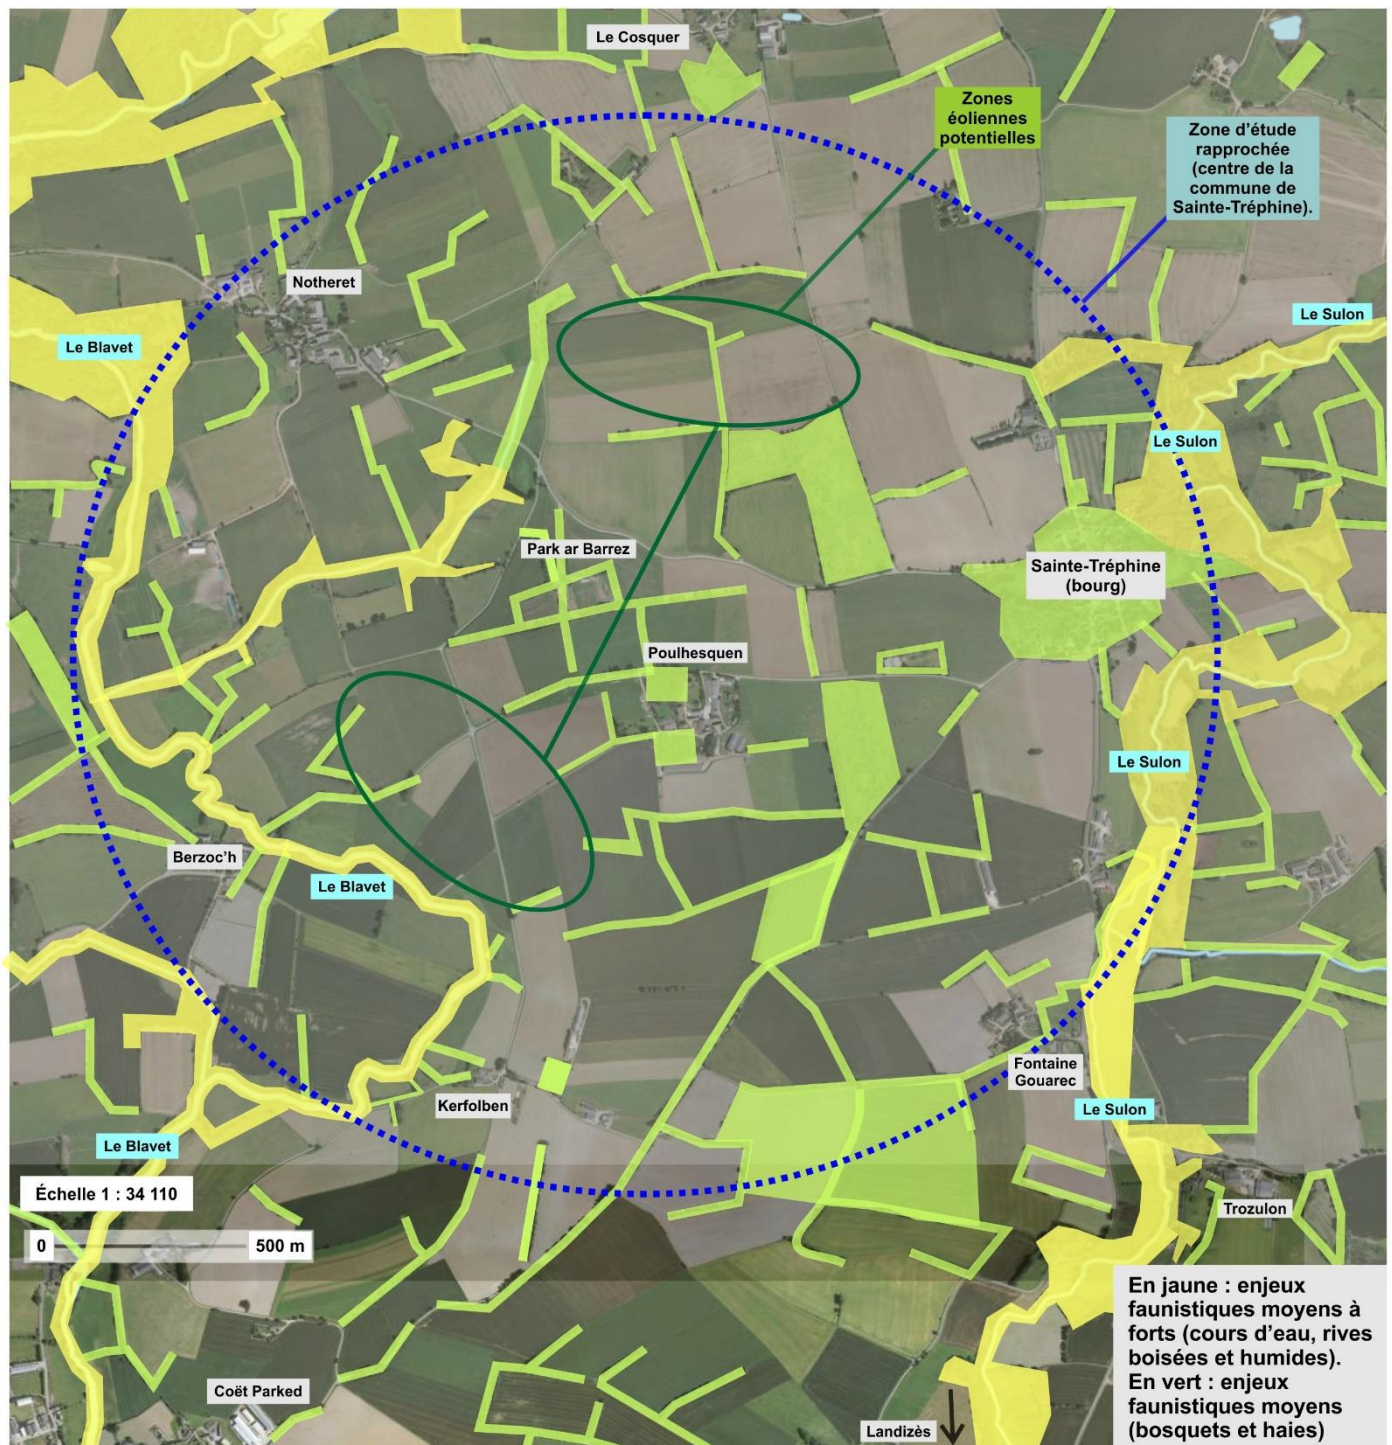 Le Cosquer
Zones
éoliennes
potentielles
Zone d'étude
rapprochée
(centre de la
commune de
Sainte-Tréphine).
Notheret
Le Sulon
Le Blavet
Le Sulon
Park ar Barrez
Sainte-Tréphine
(bourg)
Poulhesquen
Le Sulon
Berzoc'h
Le Blavet
Fontaine
Gouarec
Kerfolben
Le Sulon
Le Blavet
Échelle 1 : 34 110
Trozulon
0 500 m
En jaune : enjeux
faunistiques moyens à
forts (cours d'eau, rives
boisées et humides).
En vert : enjeux
faunistiques moyens
(bosquets et haies)
Coët Parked
Landizès